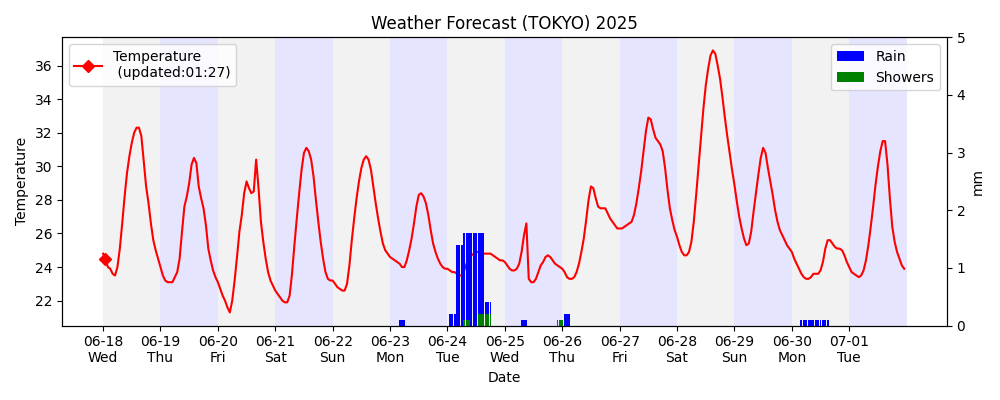 Weather Forecast (TOKYO) 2025
Temperature
(updated:01:27)
Rain
Showers
Temperature
36
34
32
30
28
26
24
22
5
4
3
2
1
0
mm
06-18 06-19 06-20 06-21 06-22 06-23 06-24 06-25 06-26 06-27 06-28 06-29 06-30 07-01
Wed Thu Fri Sat Sun Mon Tue Wed Thu Fri Sat Sun Mon Tue
Date